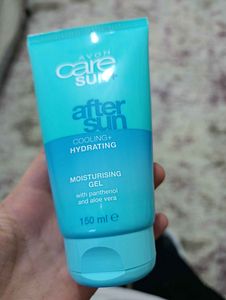 AVON
care
SUN+
after
sun
COOLING+
HYDRATING
MOISTURISING
GEL
with panthenol
and aloe vera
150 ml e